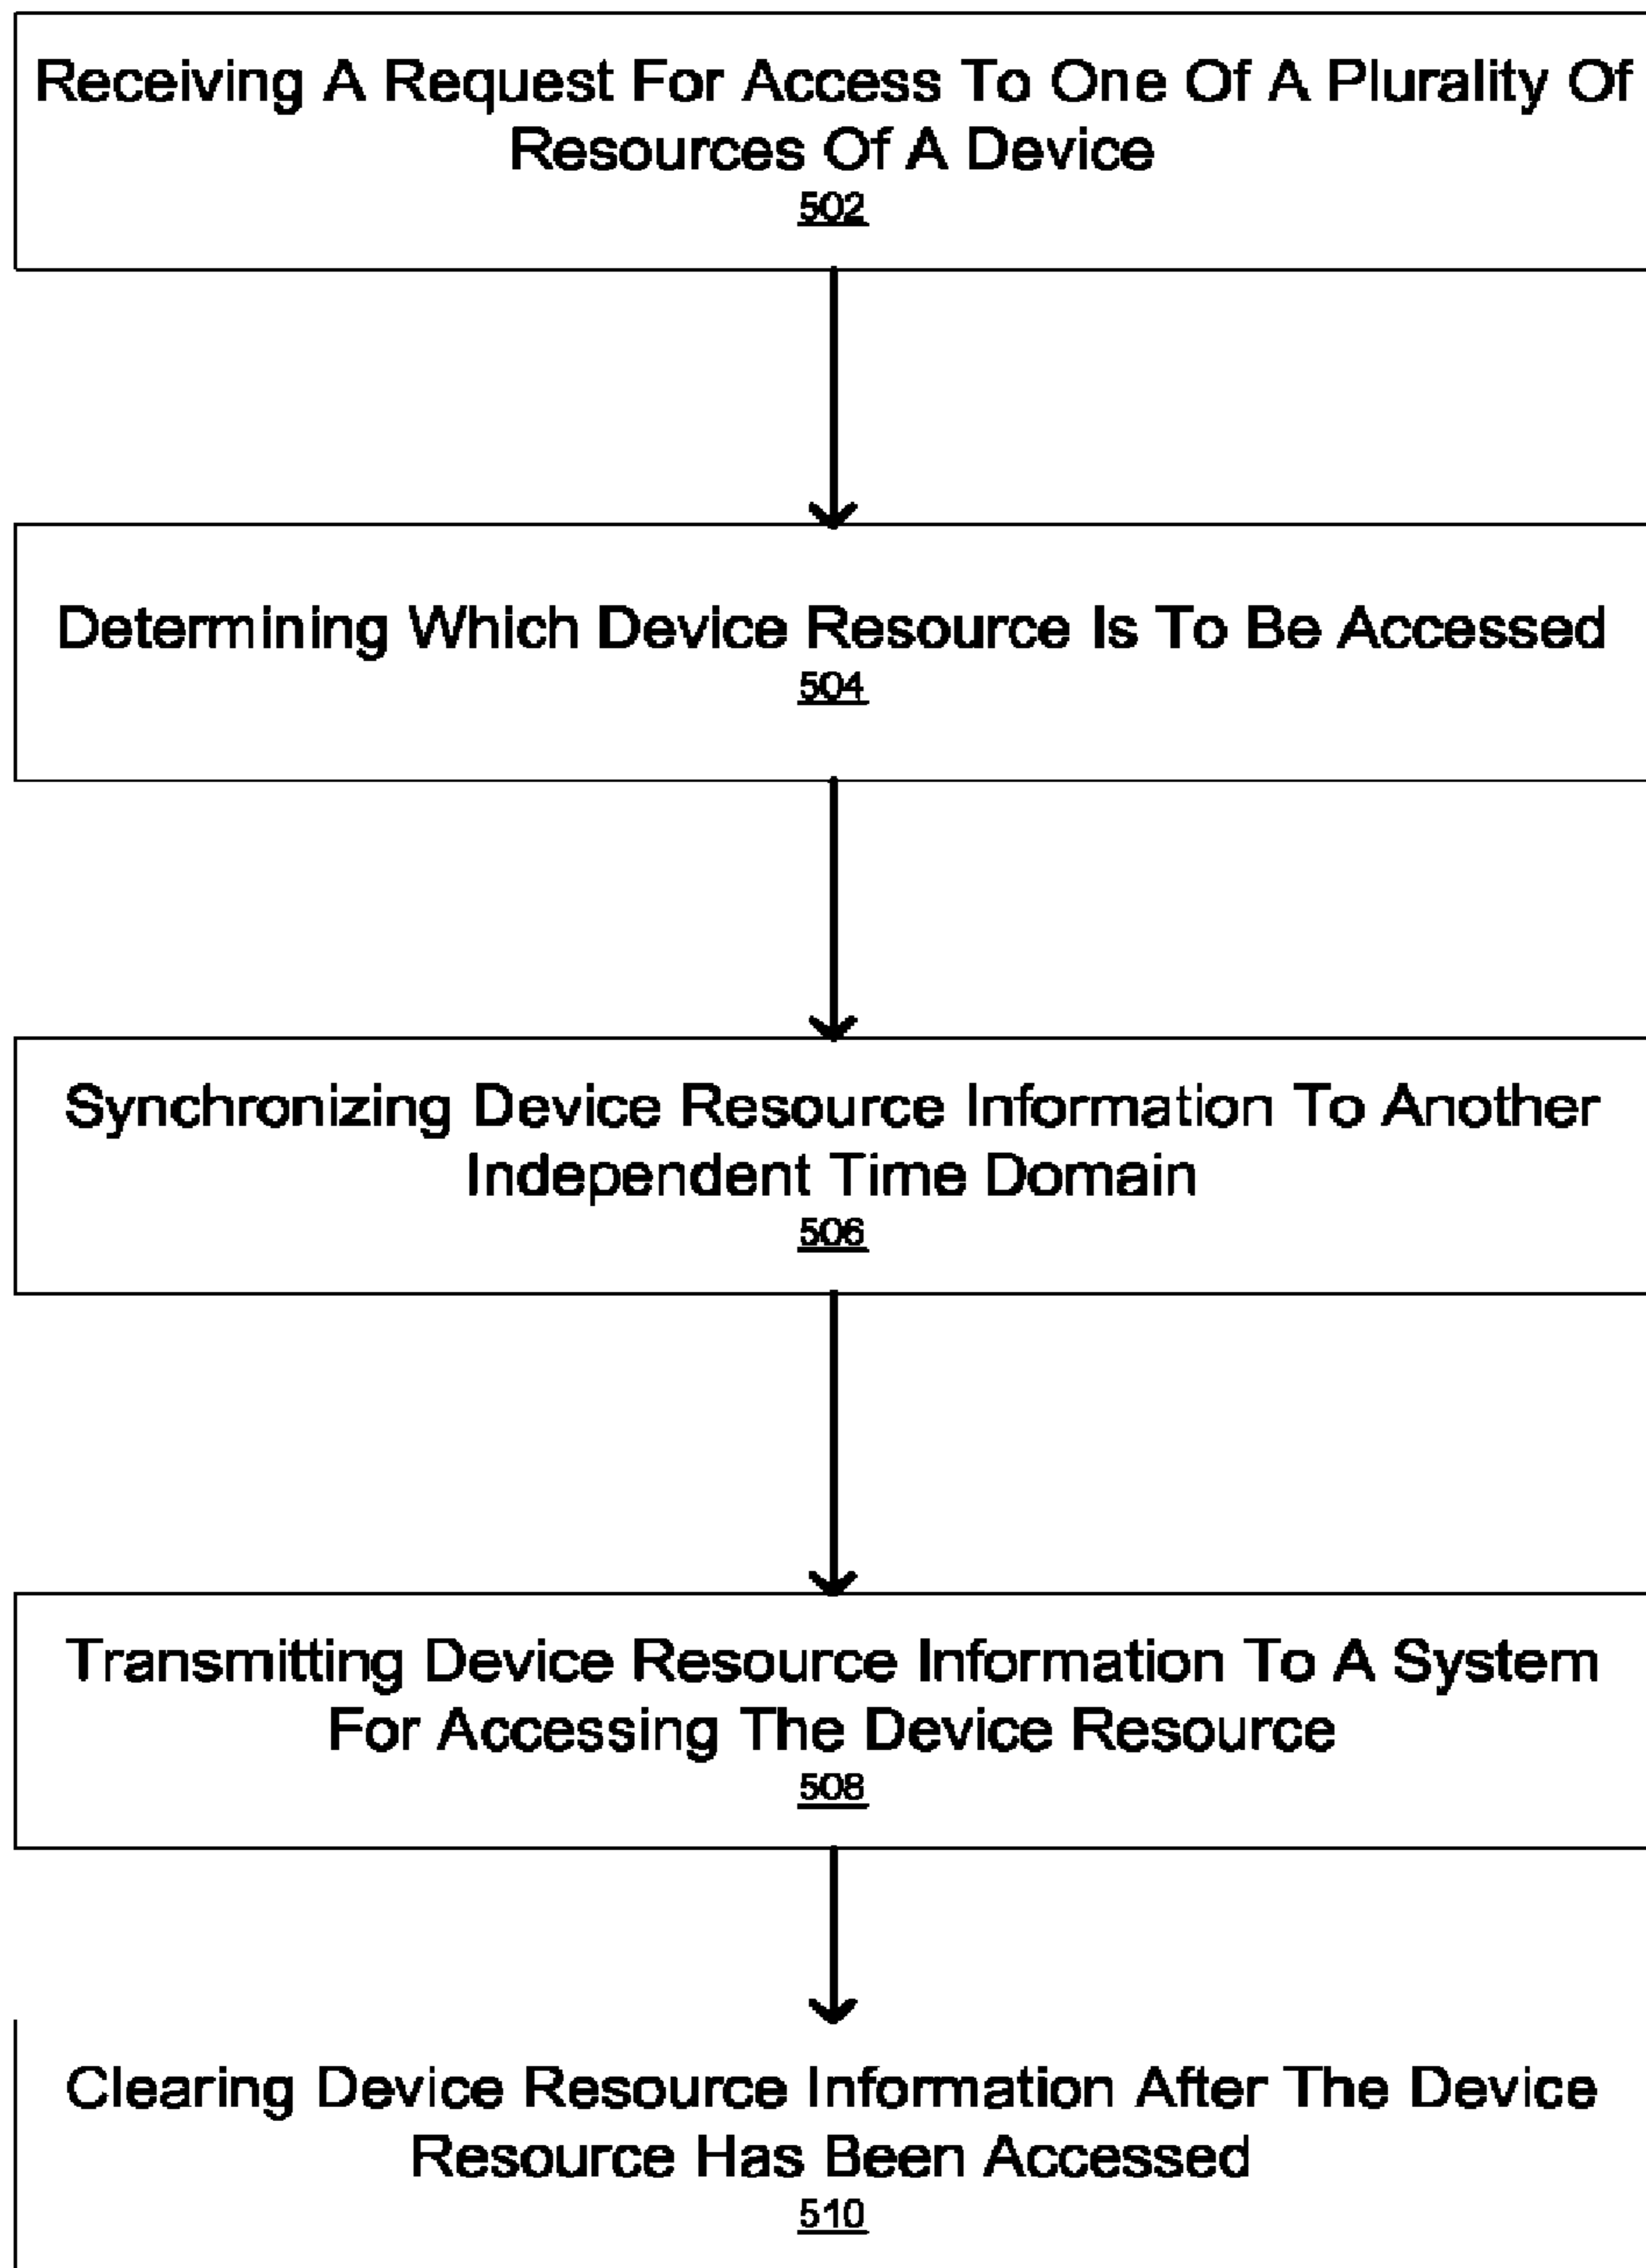 Receiving A Request For Access To One Of A Plurality Of
Resources Of A Device
502
Determining Which Device Resource Is To Be Accessed
504
Synchronizing Device Resource Information To Another
Independent Time Domain
506
Transmitting Device Resource Information To A System
For Accessing The Device Resource
508
Clearing Device Resource Information After The Device
Resource Has Been Accessed
510